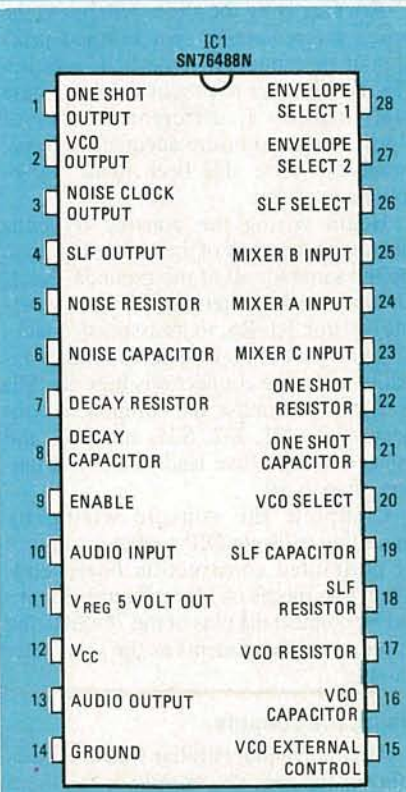 IC1
SN76488N
1 ONE SHOT
OUTPUT
2 VCO
OUTPUT
3 NOISE CLOCK
OUTPUT
4 SLF OUTPUT
5 NOISE RESISTOR
6 NOISE CAPACITOR
7 DECAY RESISTOR
8 DECAY
CAPACITOR
9 ENABLE
10 AUDIO INPUT
11 VREG 5 VOLT OUT
12 VCC
13 AUDIO OUTPUT
14 GROUND
ENVELOPE
SELECT 1 28
ENVELOPE
SELECT 2 27
SLF SELECT 26
MIXER B INPUT 25
MIXER A INPUT 24
MIXER C INPUT 23
ONE SHOT
RESISTOR 22
ONE SHOT
CAPACITOR 21
VCO SELECT 20
SLF CAPACITOR 19
SLF
RESISTOR 18
VCO RESISTOR 17
VCO
CAPACITOR 16
VCO EXTERNAL
CONTROL 15